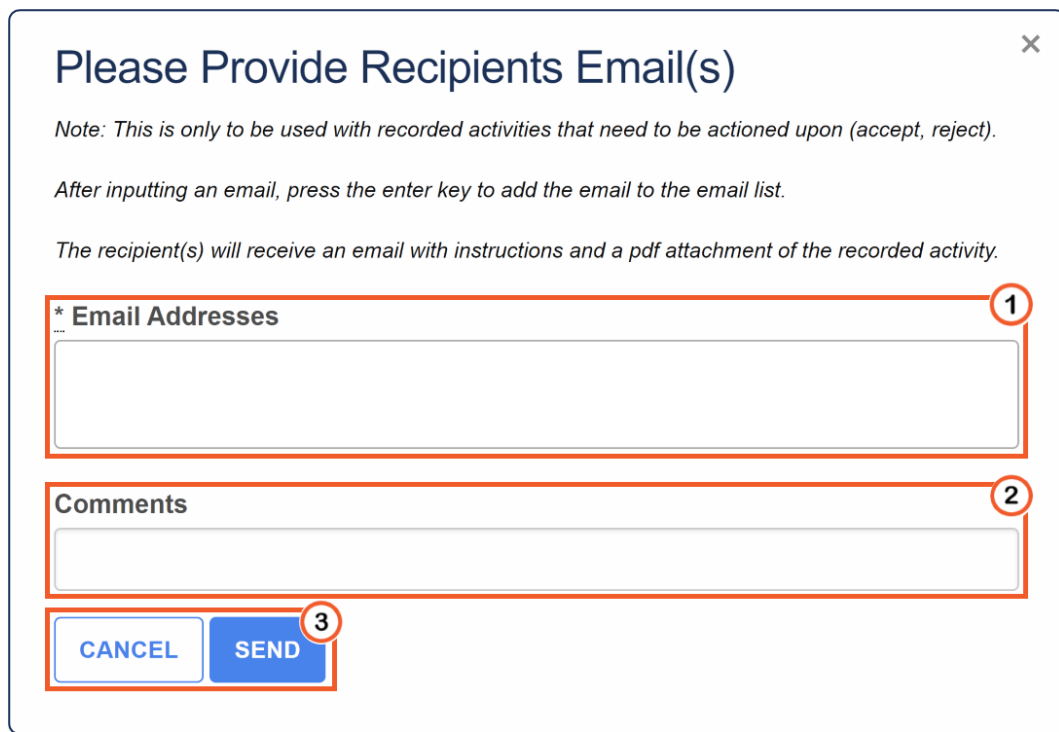 ×
Please Provide Recipients Email(s)
Note: This is only to be used with recorded activities that need to be actioned upon (accept, reject).
After inputting an email, press the enter key to add the email to the email list.
The recipient(s) will receive an email with instructions and a pdf attachment of the recorded activity.
* Email Addresses
1
Comments
2
CANCEL SEND
3